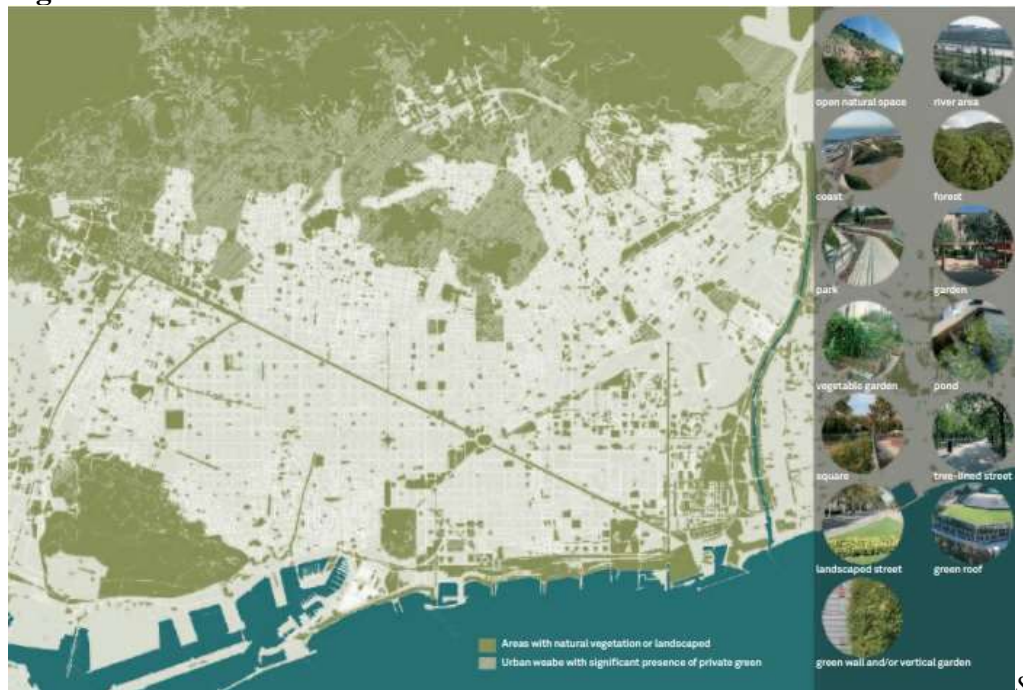 open natural space
river area
coast
forest
park
garden
vegetable garden
pond
square
tree-lined street
landscaped street
green roof
green wall and/or vertical garden
Areas with natural vegetation or landscaped
Urban weabe with significant presence of private green